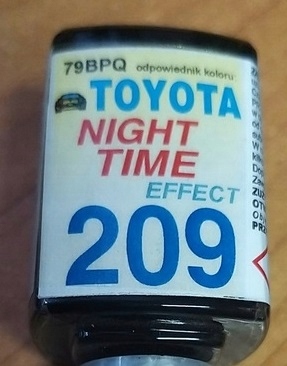 79BPQ odpowiednik koloru
TOYOTA
NIGHT
TIME
EFFECT
209